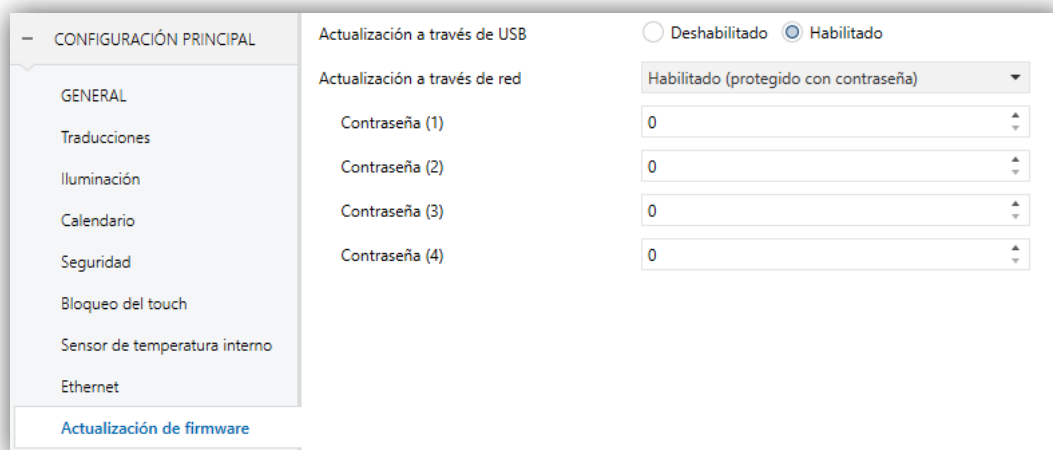 CONFIGURACIÓN PRINCIPAL
GENERAL
Traducciones
Iluminación
Calendario
Seguridad
Bloqueo del touch
Sensor de temperatura interno
Ethernet
Actualización de firmware
Actualización a través de USB Deshabilitado Habilitado
Actualización a través de red Habilitado (protegido con contraseña)
Contraseña (1) 0
Contraseña (2) 0
Contraseña (3) 0
Contraseña (4) 0